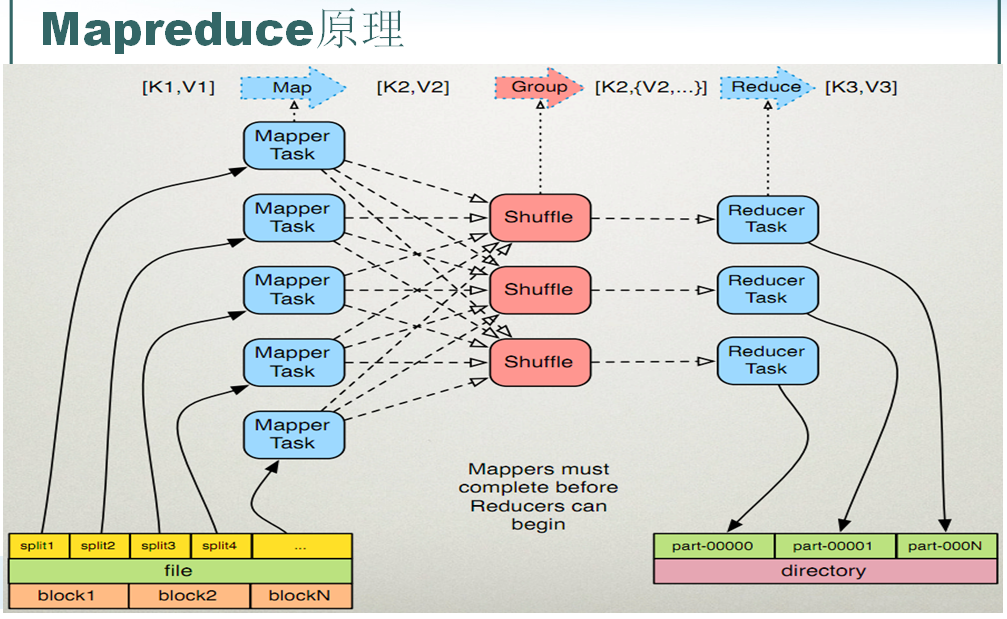 Mapreduce原理
[K1,V1] Map [K2,V2] Group [K2,{V2,...}] Reduce [K3,V3]
Mapper
Task
Mapper
Task
Mapper
Task
Mapper
Task
Mapper
Task
Shuffle
Shuffle
Shuffle
Reducer
Task
Reducer
Task
Reducer
Task
Mappers must
complete before
Reducers can
begin
split1 split2 split3 split4 ...
file
block1 block2 blockN
part-00000 part-00001 part-000N
directory